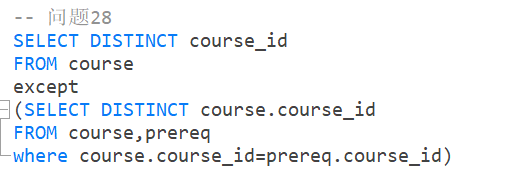 -- 问题28
SELECT DISTINCT course_id
FROM course
except
(SELECT DISTINCT course.course_id
FROM course,prereq
where course.course_id=prereq.course_id)